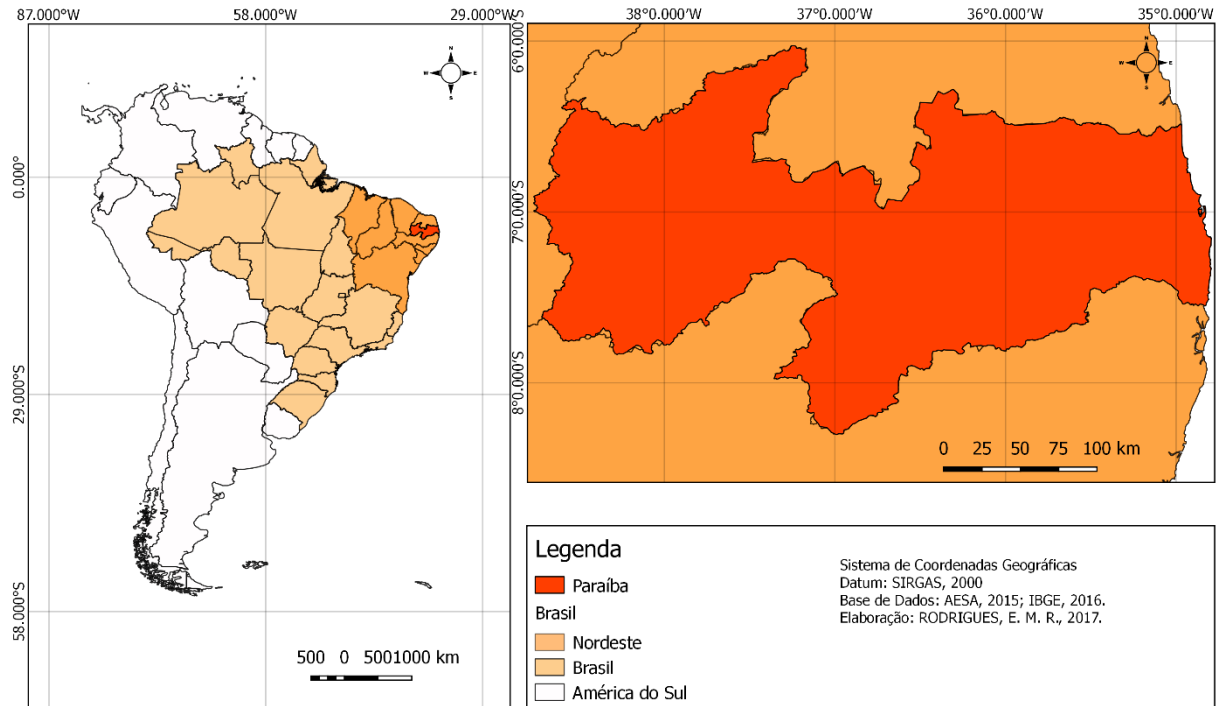 87.000°W 58.000°W 29.000°W
0.000°
29.000°S
58.000°S
N
W E
S
500 0 5001000 km
38°0.000'W 37°0.000'W 36°0.000'W 35°0.000'W
6°0.000'S
7°0.000'S
8°0.000'S
N
W E
S
0 25 50 75 100 km
Legenda
Paraíba
Brasil
Nordeste
Brasil
América do Sul
Sistema de Coordenadas Geográficas
Datum: SIRGAS, 2000
Base de Dados: AESA, 2015; IBGE, 2016.
Elaboração: RODRIGUES, E. M. R., 2017.